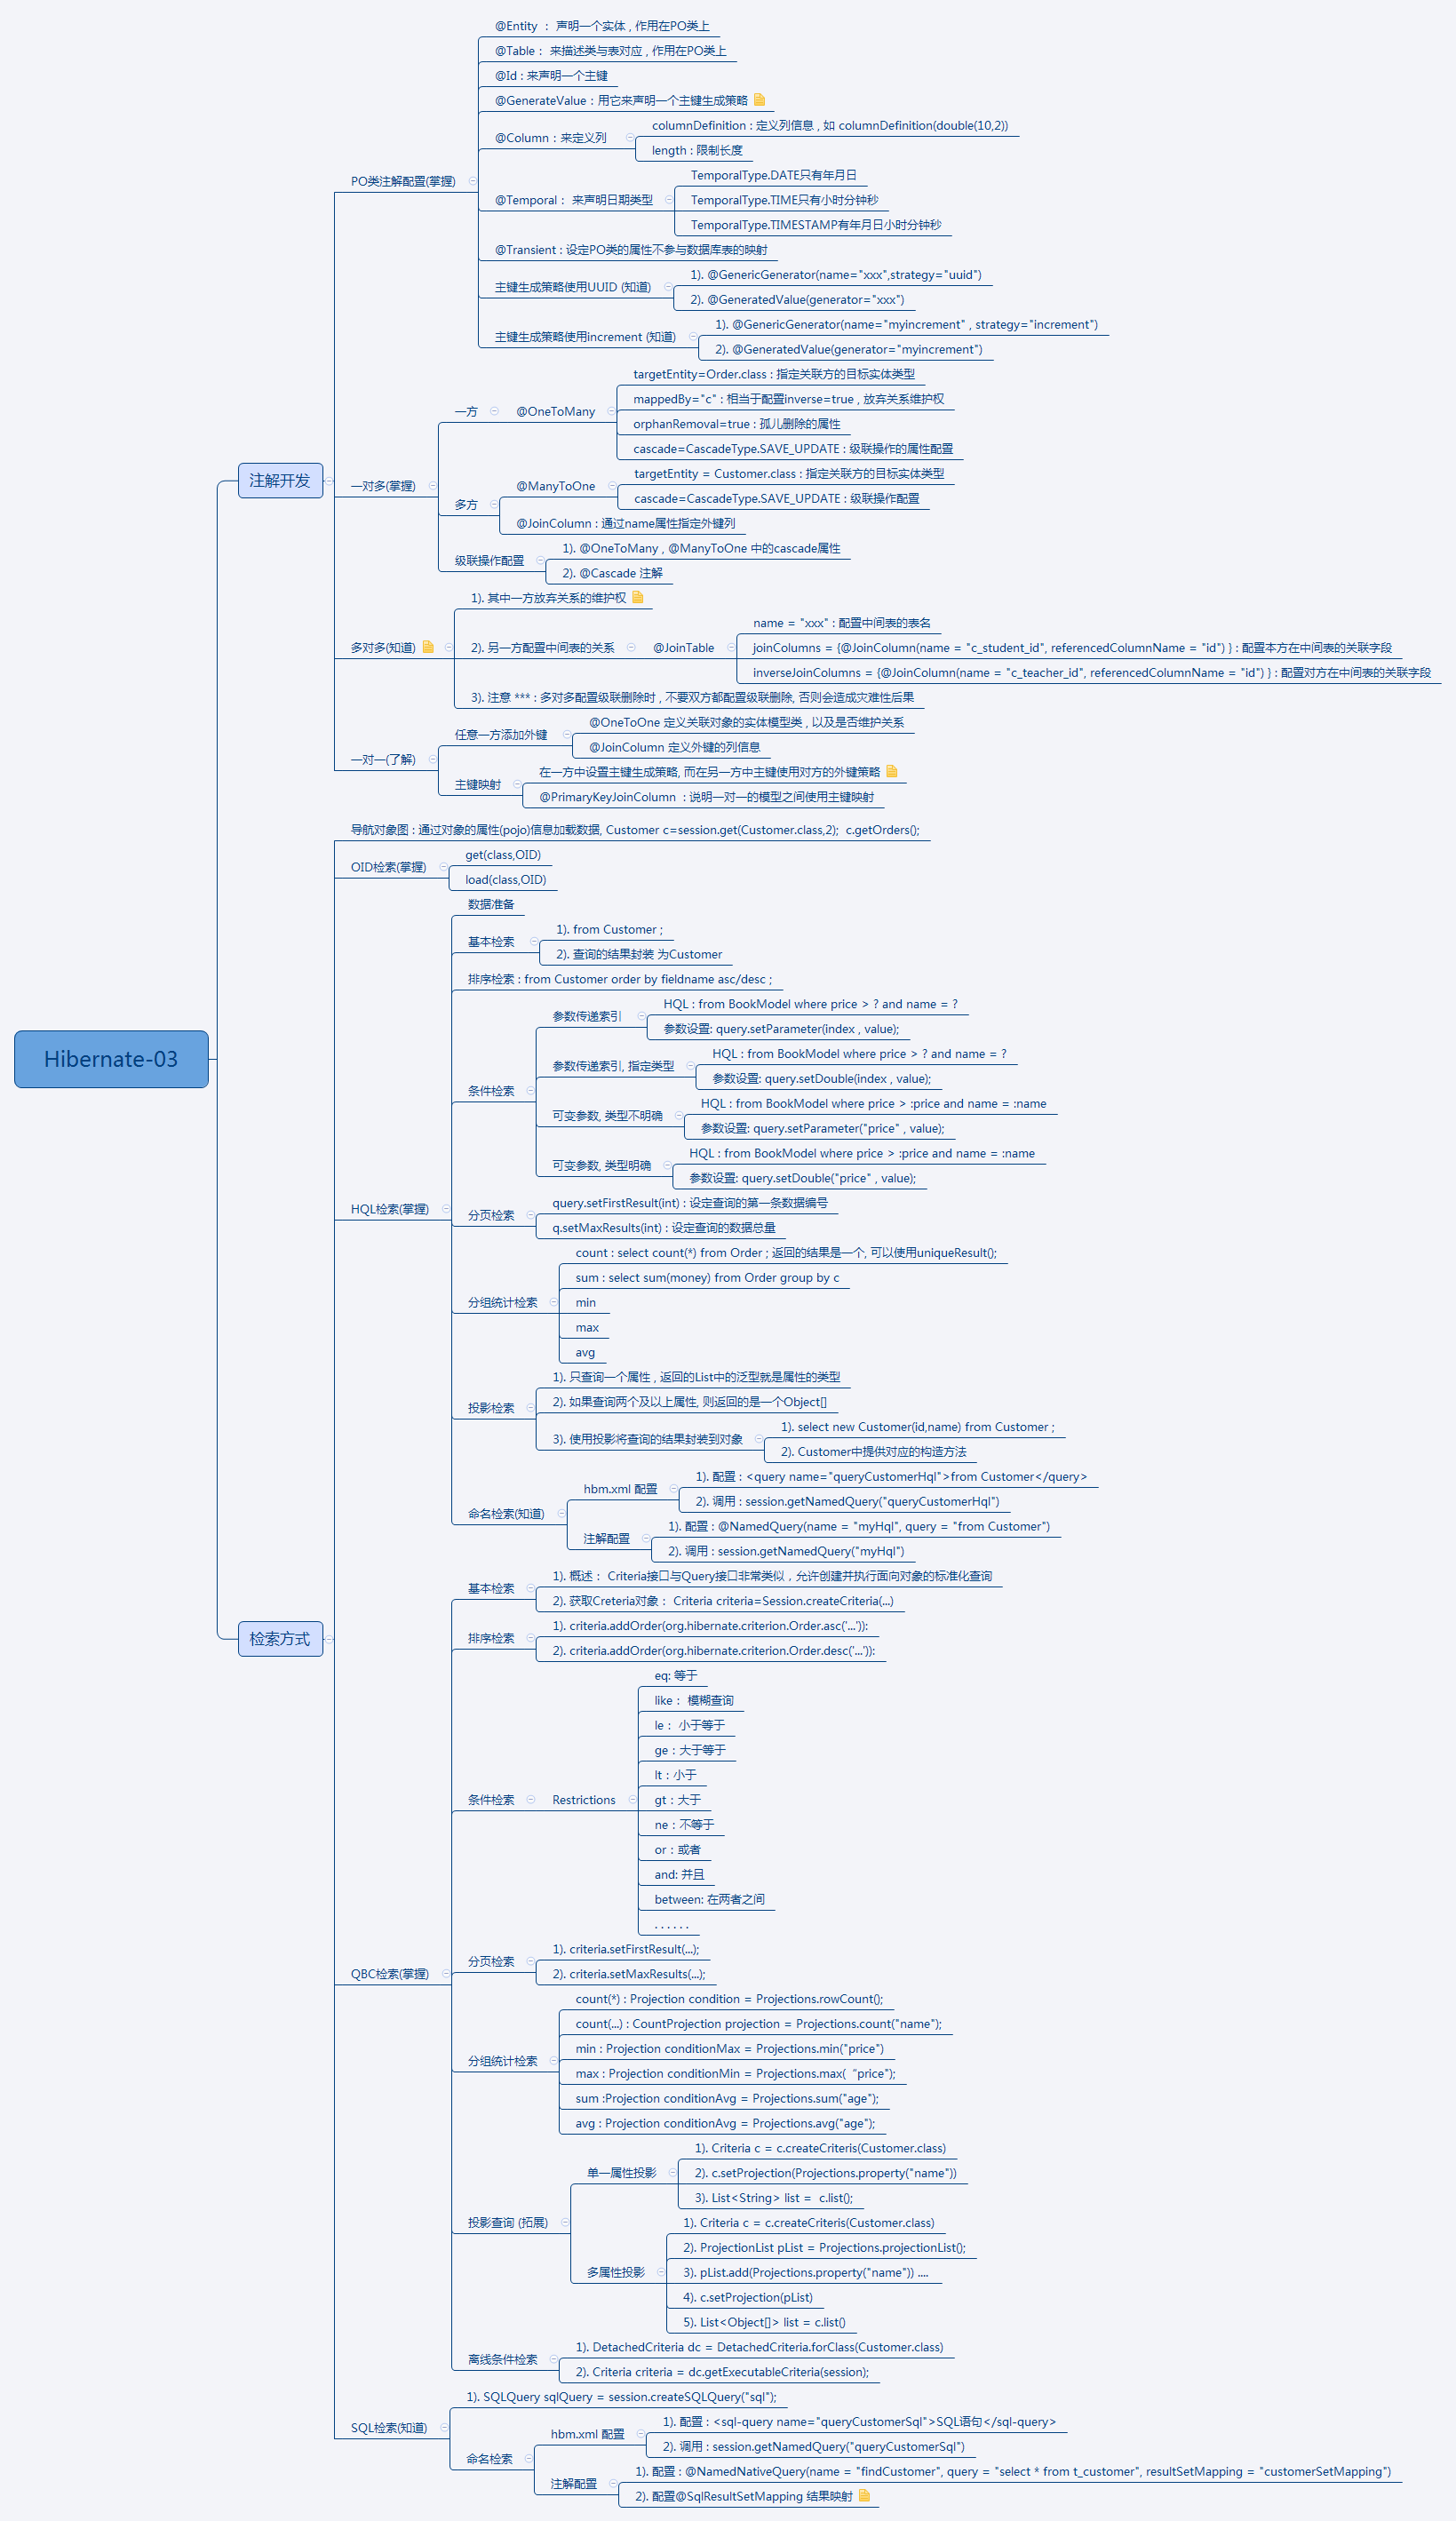 Hibernate-03
注解开发
PO类注解配置(掌握)
@Entity ： 声明一个实体 , 作用在PO类上
@Table： 来描述类与表对应 , 作用在PO类上
@Id : 来声明一个主键
@GenerateValue：用它来声明一个主键生成策略
@Column：来定义列
columnDefinition : 定义列信息 , 如 columnDefinition(double(10,2))
length : 限制长度
@Temporal： 来声明日期类型
TemporalType.DATE只有年月日
TemporalType.TIME只有小时分钟秒
TemporalType.TIMESTAMP有年月日小时分钟秒
@Transient : 设定PO类的属性不参与数据库表的映射
主键生成策略使用UUID (知道)
1). @GenericGenerator(name="xxx",strategy="uuid")
2). @GeneratedValue(generator="xxx")
主键生成策略使用increment (知道)
1). @GenericGenerator(name="myincrement" , strategy="increment")
2). @GeneratedValue(generator="myincrement")
一对多(掌握)
一方
@OneToMany
targetEntity=Order.class : 指定关联方的目标实体类型
mappedBy="c" : 相当于配置inverse=true , 放弃关系维护权
orphanRemoval=true : 孤儿删除的属性
cascade=CascadeType.SAVE_UPDATE : 级联操作的属性配置
多方
@ManyToOne
targetEntity = Customer.class : 指定关联方的目标实体类型
cascade=CascadeType.SAVE_UPDATE : 级联操作配置
@JoinColumn : 通过name属性指定外键列
级联操作配置
1). @OneToMany , @ManyToOne 中的cascade属性
2). @Cascade 注解
多对多(知道)
1). 其中一方放弃关系的维护权
2). 另一方配置中间表的关系
@JoinTable
name = "xxx" : 配置中间表的表名
joinColumns = {@JoinColumn(name = "c_student_id", referencedColumnName = "id") } : 配置本方在中间表的关联字段
inverseJoinColumns = {@JoinColumn(name = "c_teacher_id", referencedColumnName = "id") } : 配置对方在中间表的关联字段
3). 注意 *** : 多对多配置级联删除时 , 不要双方都配置级联删除, 否则会造成灾难性后果
一对一(了解)
任意一方添加外键
@OneToOne 定义关联对象的实体模型类 , 以及是否维护关系
@JoinColumn 定义外键的列信息
主键映射
在一方中设置主键生成策略, 而在另一方中主键使用对方的外键策略
@PrimaryKeyJoinColumn ：说明一对一的模型之间使用主键映射
检索方式
导航对象图 : 通过对象的属性(pojo)信息加载数据, Customer c=session.get(Customer.class,2);  c.getOrders();
OID检索(掌握)
get(class,OID)
load(class,OID)
HQL检索(掌握)
数据准备
基本检索
1). from Customer ;
2). 查询的结果封装 为Customer
排序检索 : from Customer order by fieldname asc/desc ;
条件检索
参数传递索引
HQL : from BookModel where price > ? and name = ?
参数设置: query.setParameter(index , value);
参数传递索引, 指定类型
HQL : from BookModel where price > ? and name = ?
参数设置: query.setDouble(index , value);
可变参数, 类型不明确
HQL : from BookModel where price > :price and name = :name
参数设置: query.setParameter("price" , value);
可变参数, 类型明确
HQL : from BookModel where price > :price and name = :name
参数设置: query.setDouble("price" , value);
分页检索
query.setFirstResult(int) : 设定查询的第一条数据编号
q.setMaxResults(int) : 设定查询的数据总量
分组统计检索
count : select count(*) from Order ; 返回的结果是一个, 可以使用uniqueResult();
sum : select sum(money) from Order group by c
min
max
avg
投影检索
1). 只查询一个属性 , 返回的List中的泛型就是属性的类型
2). 如果查询两个及以上属性, 则返回的是一个Object[]
3). 使用投影将查询的结果封装到对象
1). select new Customer(id,name) from Customer ;
2). Customer中提供对应的构造方法
命名检索(知道)
hbm.xml 配置
1). 配置 : <query name="queryCustomerHql">from Customer</query>
2). 调用 : session.getNamedQuery("queryCustomerHql")
注解配置
1). 配置 : @NamedQuery(name = "myHql", query = "from Customer")
2). 调用 : session.getNamedQuery("myHql")
QBC检索(掌握)
基本检索
1). 概述： Criteria接口与Query接口非常类似，允许创建并执行面向对象的标准化查询
2). 获取Creteria对象： Criteria criteria=Session.createCriteria(...)
排序检索
1). criteria.addOrder(org.hibernate.criterion.Order.asc('...'));
2). criteria.addOrder(org.hibernate.criterion.Order.desc('...'));
条件检索
Restrictions
eq: 等于
like： 模糊查询
le： 小于等于
ge：大于等于
lt：小于
gt：大于
ne：不等于
or：或者
and: 并且
between: 在两者之间
. . . . . .
分页检索
1). criteria.setFirstResult(...);
2). criteria.setMaxResults(...);
分组统计检索
count(*) : Projection condition = Projections.rowCount();
count(...) : CountProjection projection = Projections.count("name");
min : Projection conditionMax = Projections.min("price")
max : Projection conditionMin = Projections.max( “price");
sum :Projection conditionAvg = Projections.sum("age");
avg : Projection conditionAvg = Projections.avg("age");
投影查询 (拓展)
单一属性投影
1). Criteria c = c.createCriteris(Customer.class)
2). c.setProjection(Projections.property("name"))
3). List<String> list =  c.list();
多属性投影
1). Criteria c = c.createCriteris(Customer.class)
2). ProjectionList pList = Projections.projectionList();
3). pList.add(Projections.property("name")) ....
4). c.setProjection(pList)
5). List<Object[]> list = c.list()
离线条件检索
1). DetachedCriteria dc = DetachedCriteria.forClass(Customer.class)
2). Criteria criteria = dc.getExecutableCriteria(session);
SQL检索(知道)
1). SQLQuery sqlQuery = session.createSQLQuery("sql");
命名检索
hbm.xml 配置
1). 配置 : <sql-query name="queryCustomerSql">SQL语句</sql-query>
2). 调用 : session.getNamedQuery("queryCustomerSql")
注解配置
1). 配置 : @NamedNativeQuery(name = "findCustomer", query = "select * from t_customer", resultSetMapping = "customerSetMapping")
2). 配置@SqlResultSetMapping 结果映射